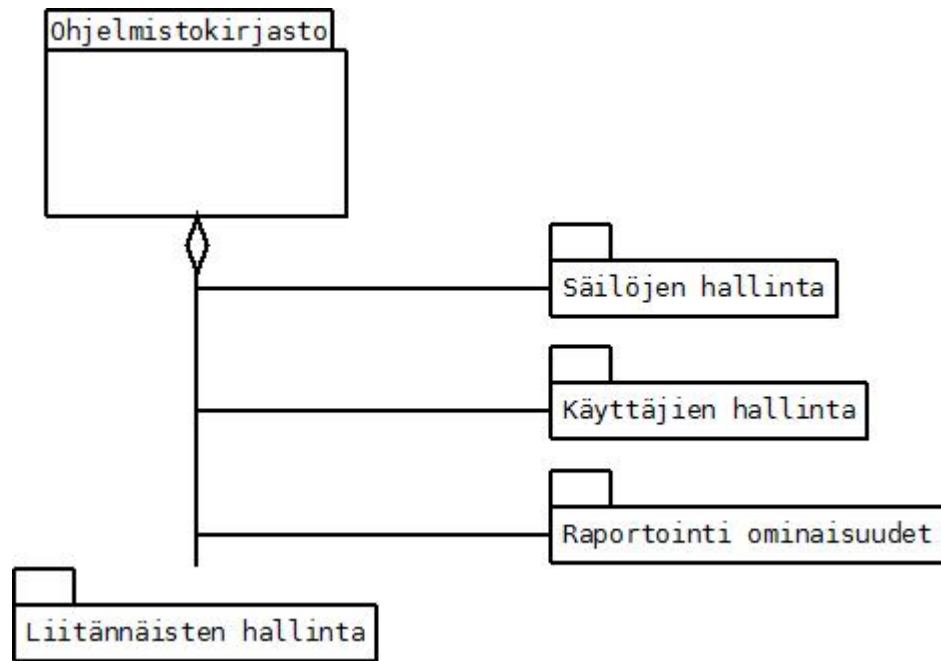 Ohjelmistokirjasto
Säilöjen hallinta
Käyttäjien hallinta
Raportointi ominaisuudet
Liitännäisten hallinta